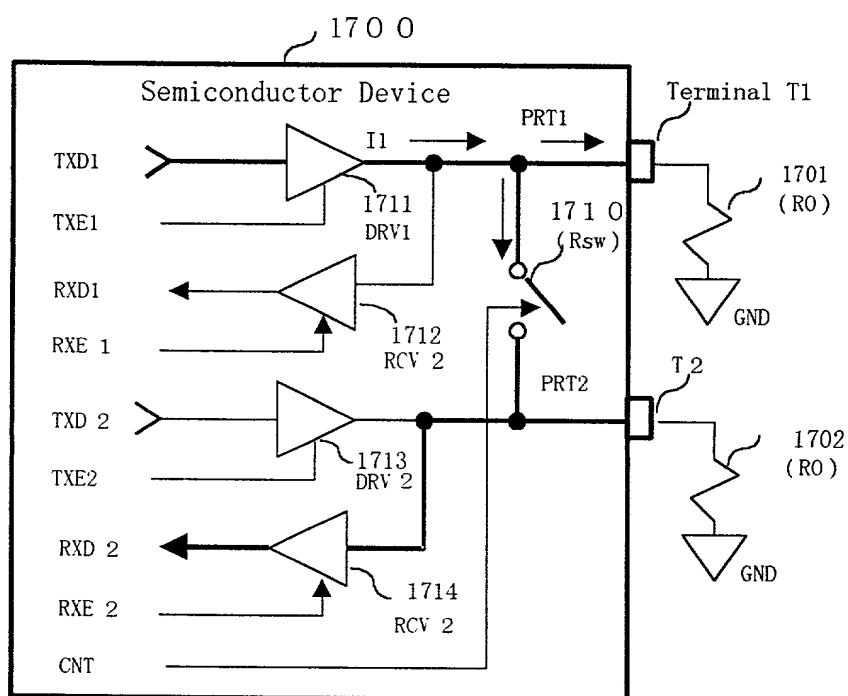 1700
Semiconductor Device
Terminal T1
PRT1
I1
TXD1
1701
(R0)
1711
DRV1
1710
(Rsw)
TXE1
RXD1
GND
1712
RCV 2
RXE 1
T2
PRT2
TXD 2
1702
(R0)
1713
DRV 2
TXE2
RXD 2
GND
1714
RCV 2
RXE 2
CNT